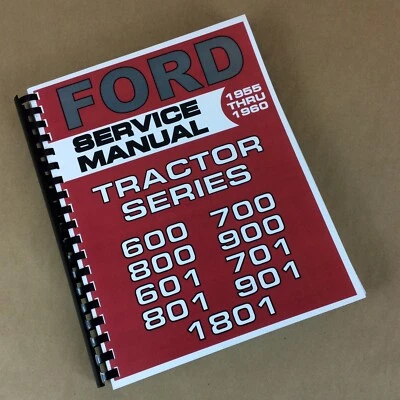 FORD
SERVICE
MANUAL
1955
THRU
1960
TRACTOR
SERIES
600 700
800 900
601 701
801 901
1801